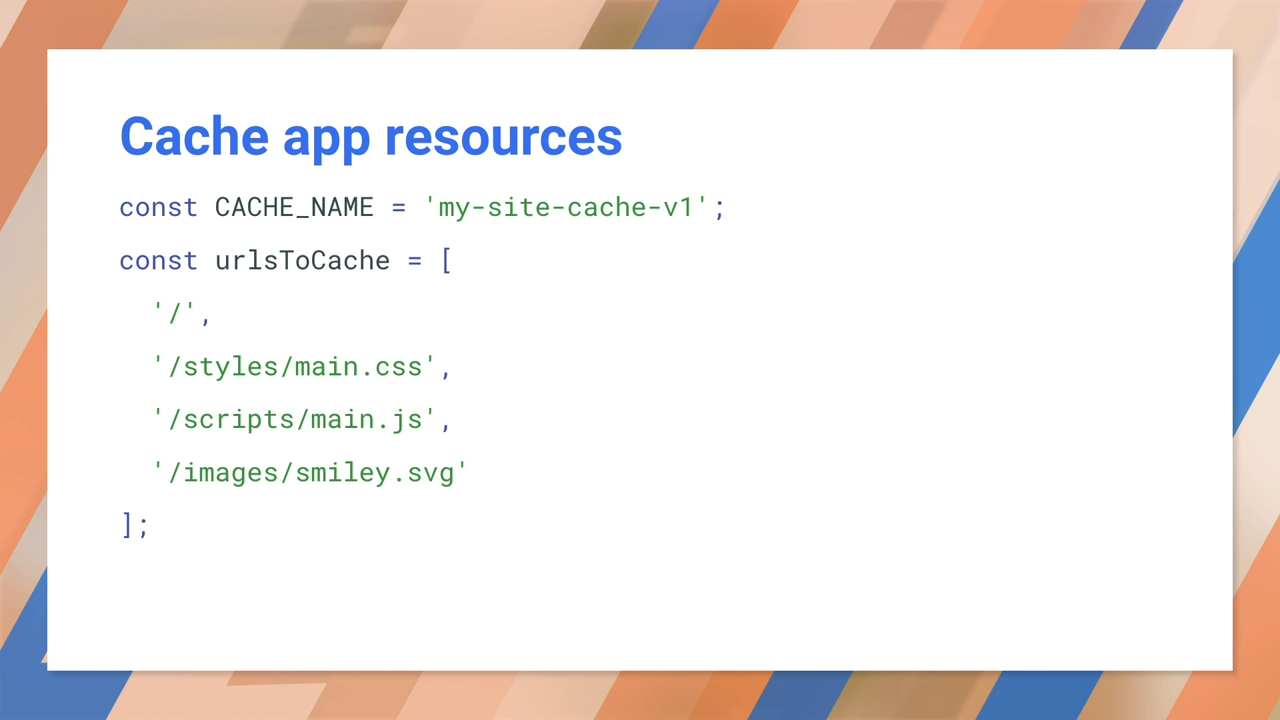 Cache app resources
const CACHE_NAME = 'my-site-cache-v1';
const urlsToCache = [
  '/',
  '/styles/main.css',
  '/scripts/main.js',
  '/images/smiley.svg'
];